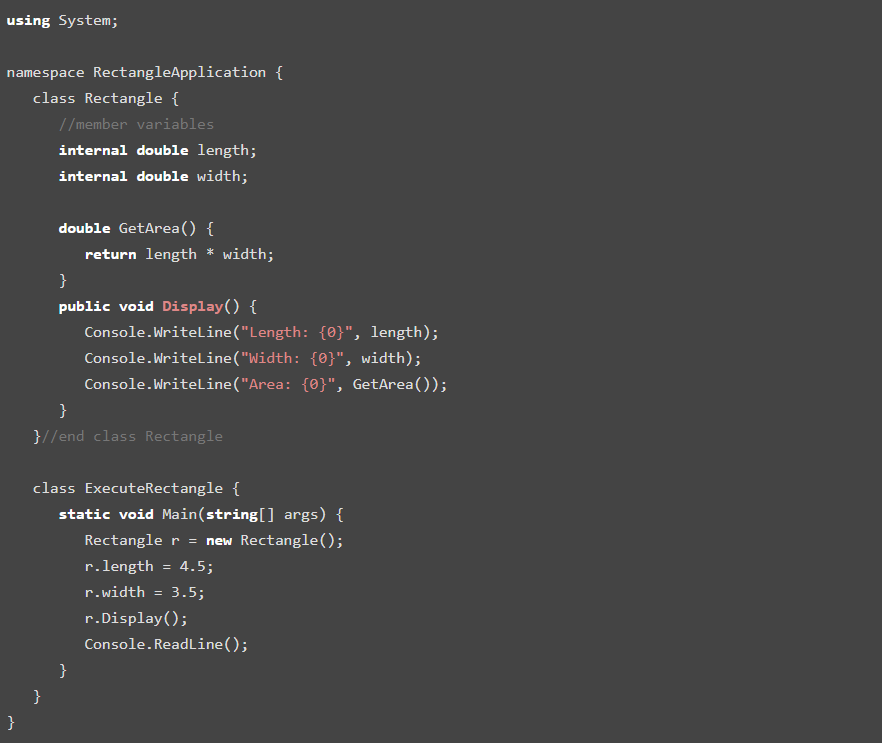 using System;

namespace RectangleApplication {
   class Rectangle {
      //member variables
      internal double length;
      internal double width;

      double GetArea() {
         return length * width;
      }
      public void Display() {
         Console.WriteLine("Length: {0}", length);
         Console.WriteLine("Width: {0}", width);
         Console.WriteLine("Area: {0}", GetArea());
      }
   }//end class Rectangle

   class ExecuteRectangle {
      static void Main(string[] args) {
         Rectangle r = new Rectangle();
         r.length = 4.5;
         r.width = 3.5;
         r.Display();
         Console.ReadLine();
      }
   }
}